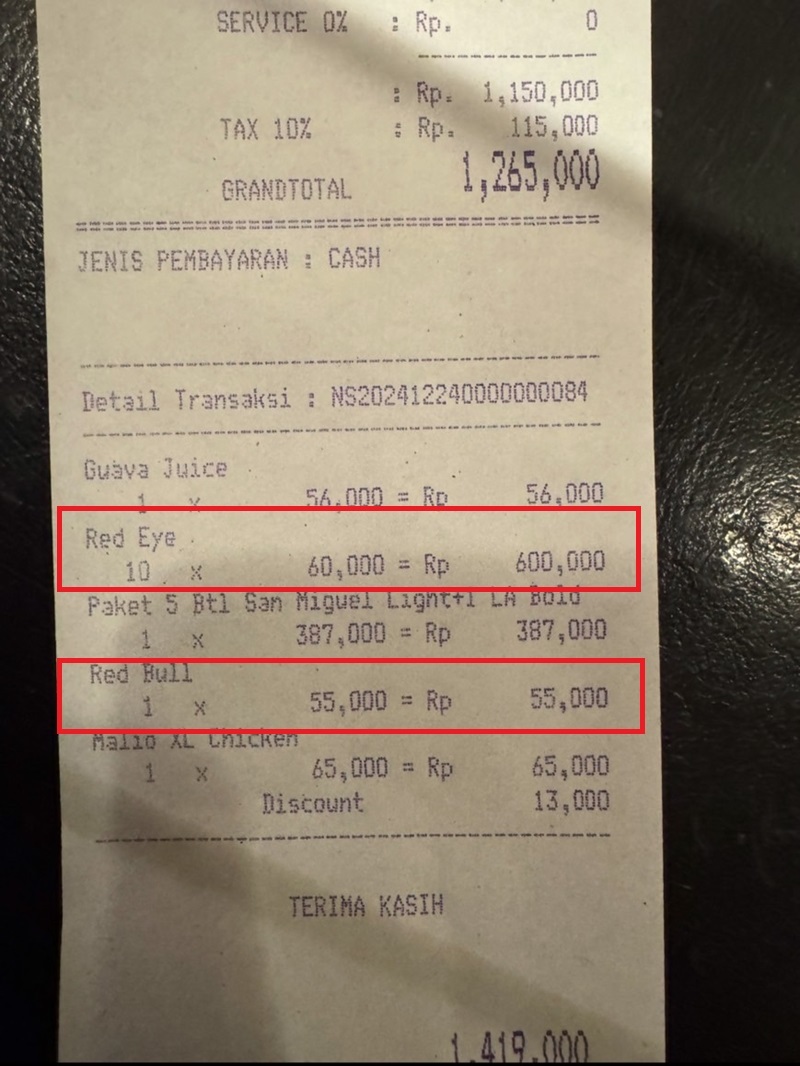 SERVICE 0% : Rp. 0
: Rp. 1,150,000
TAX 10% : Rp. 115,000
GRANDTOTAL 1,265,000
JENIS PEMBAYARAN : CASH
Detail Transaksi : NS20241224000000084
Guava Juice
1 x 56,000 = Rp 56,000
Red Eye
10 x 60,000 = Rp 600,000
Paket 5 Btl San Miguel Light+1 LA Bold
1 x 387,000 = Rp 387,000
Red Bull
1 x 55,000 = Rp 55,000
XL Chicken
1 x 65,000 = Rp 65,000
Discount 13,000
TERIMA KASIH
1,419,000